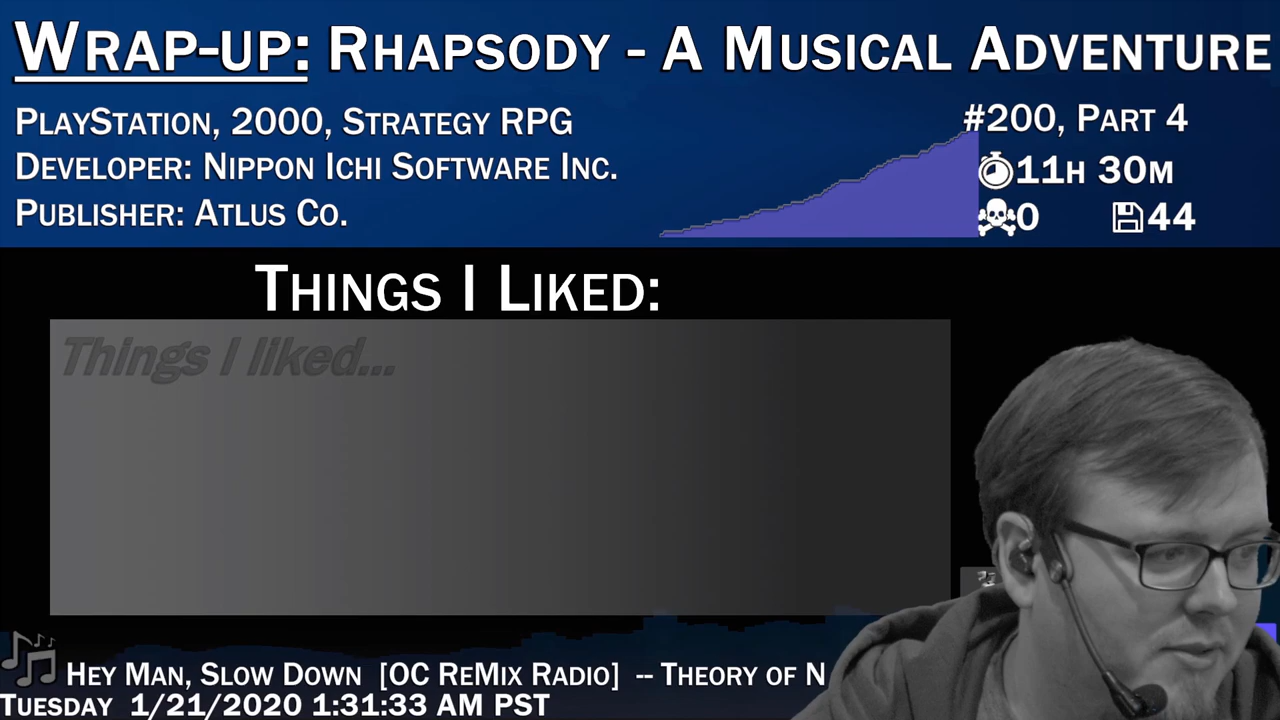 Wrap-up: Rhapsody - A Musical Adventure
PlayStation, 2000, Strategy RPG
#200, Part 4
Developer: Nippon Ichi Software Inc.
11h 30m
Publisher: Atlus Co.
0
44
Things I Liked:
Things I liked...
Hey Man, Slow Down [OC ReMix Radio] -- Theory of N
Tuesday 1/21/2020 1:31:33 AM PST